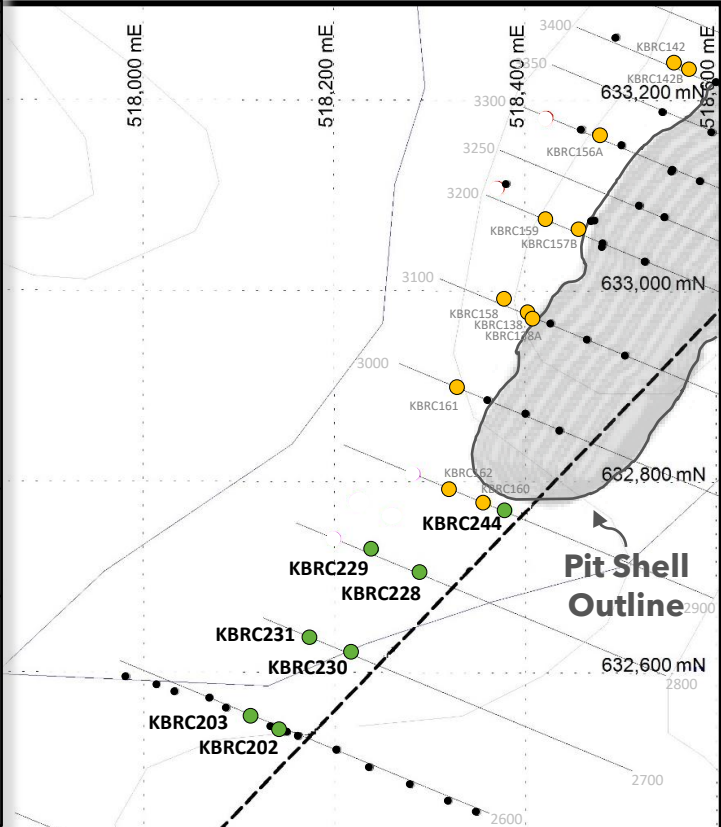 518,000 mE
518,200 mE
518,400 mE
518,600 mE
3400
KBRC142
3350
KBRC142B
633,200 mN
3300
KBRC156A
3250
3200
KBRC159
KBRC157B
3100
633,000 mN
KBRC158
KBRC138
KBRC138A
3000
KBRC161
KBRC162
632,800 mN
KBRC160
KBRC244
KBRC229
Pit Shell
Outline
KBRC228
2900
KBRC231
KBRC230
632,600 mN
2800
KBRC203
KBRC202
2700
2600